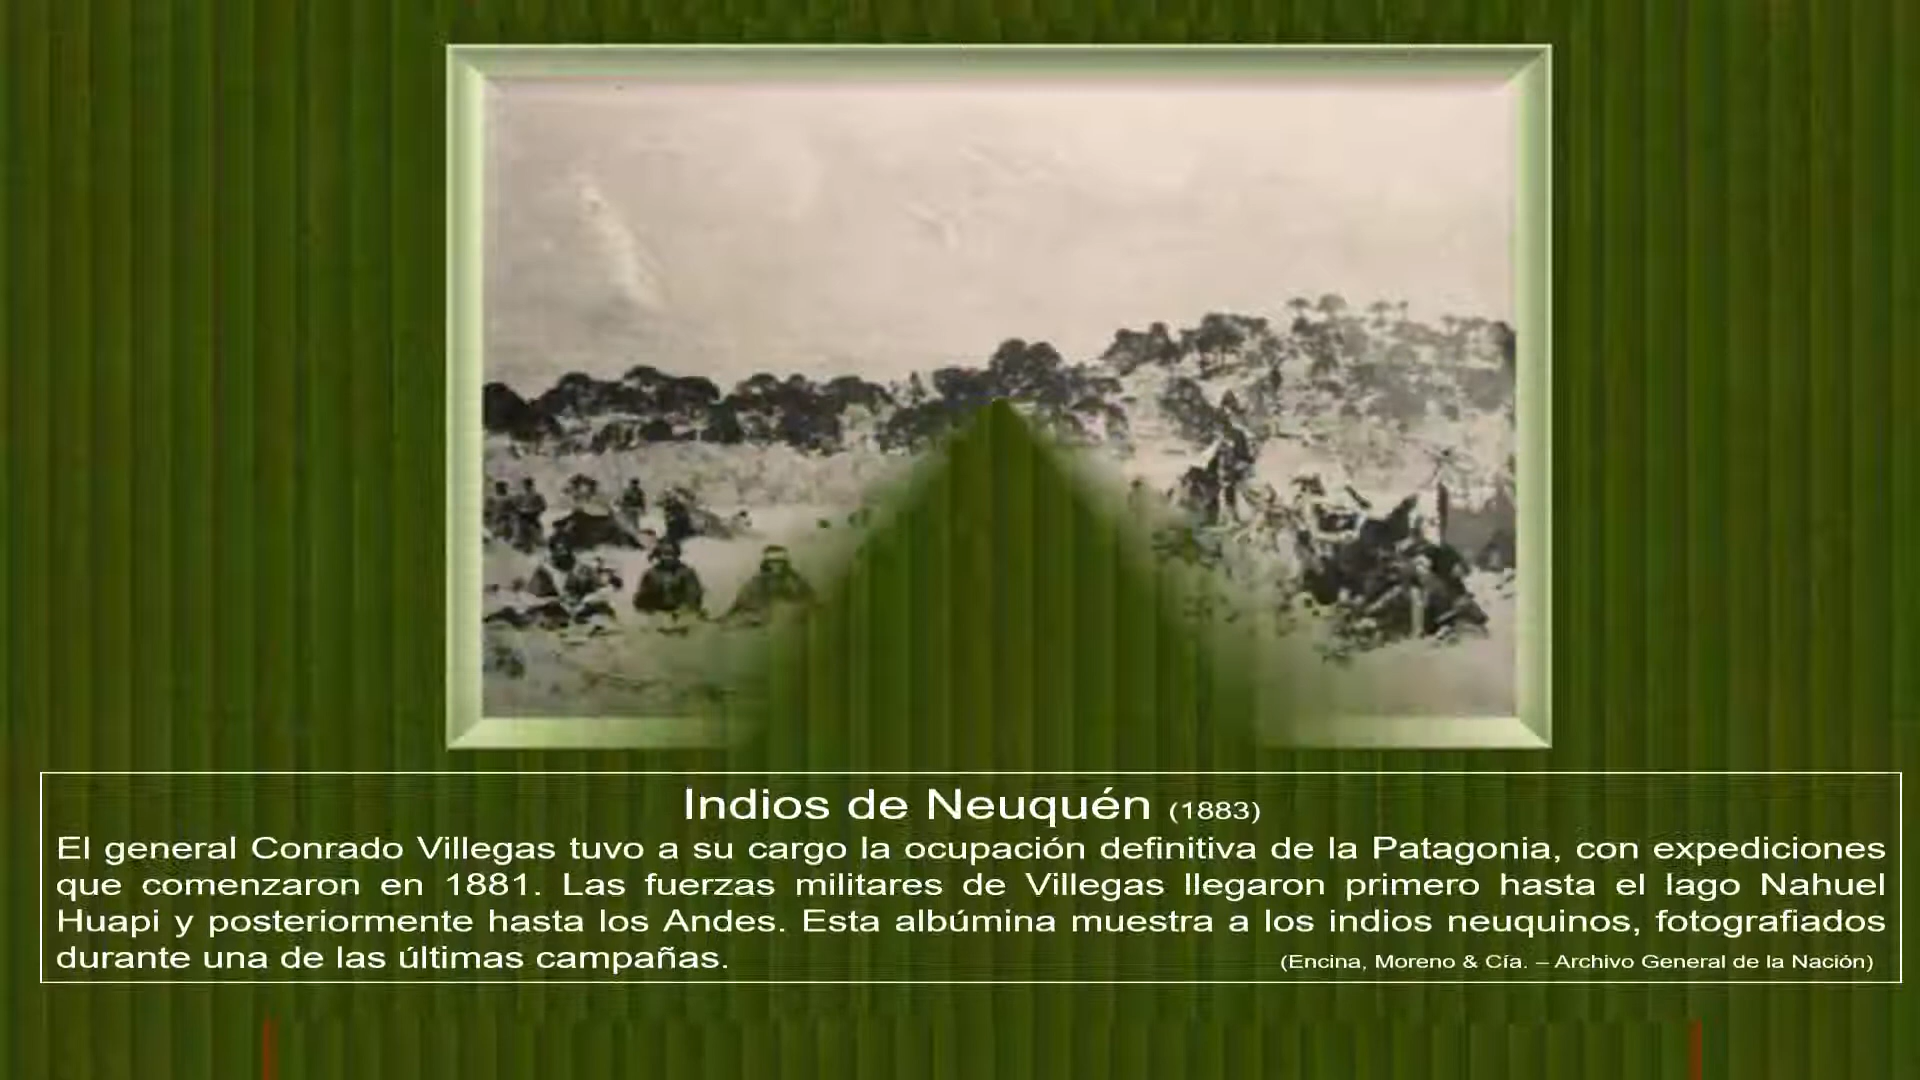 Indios de Neuquén (1883)
El general Conrado Villegas tuvo a su cargo la ocupación definitiva de la Patagonia, con expediciones
que comenzaron en 1881. Las fuerzas militares de Villegas llegaron primero hasta el lago Nahuel
Huapi y posteriormente hasta los Andes. Esta albúmina muestra a los indios neuquinos, fotografiados
durante una de las últimas campañas.
(Encina, Moreno & Cía. – Archivo General de la Nación)